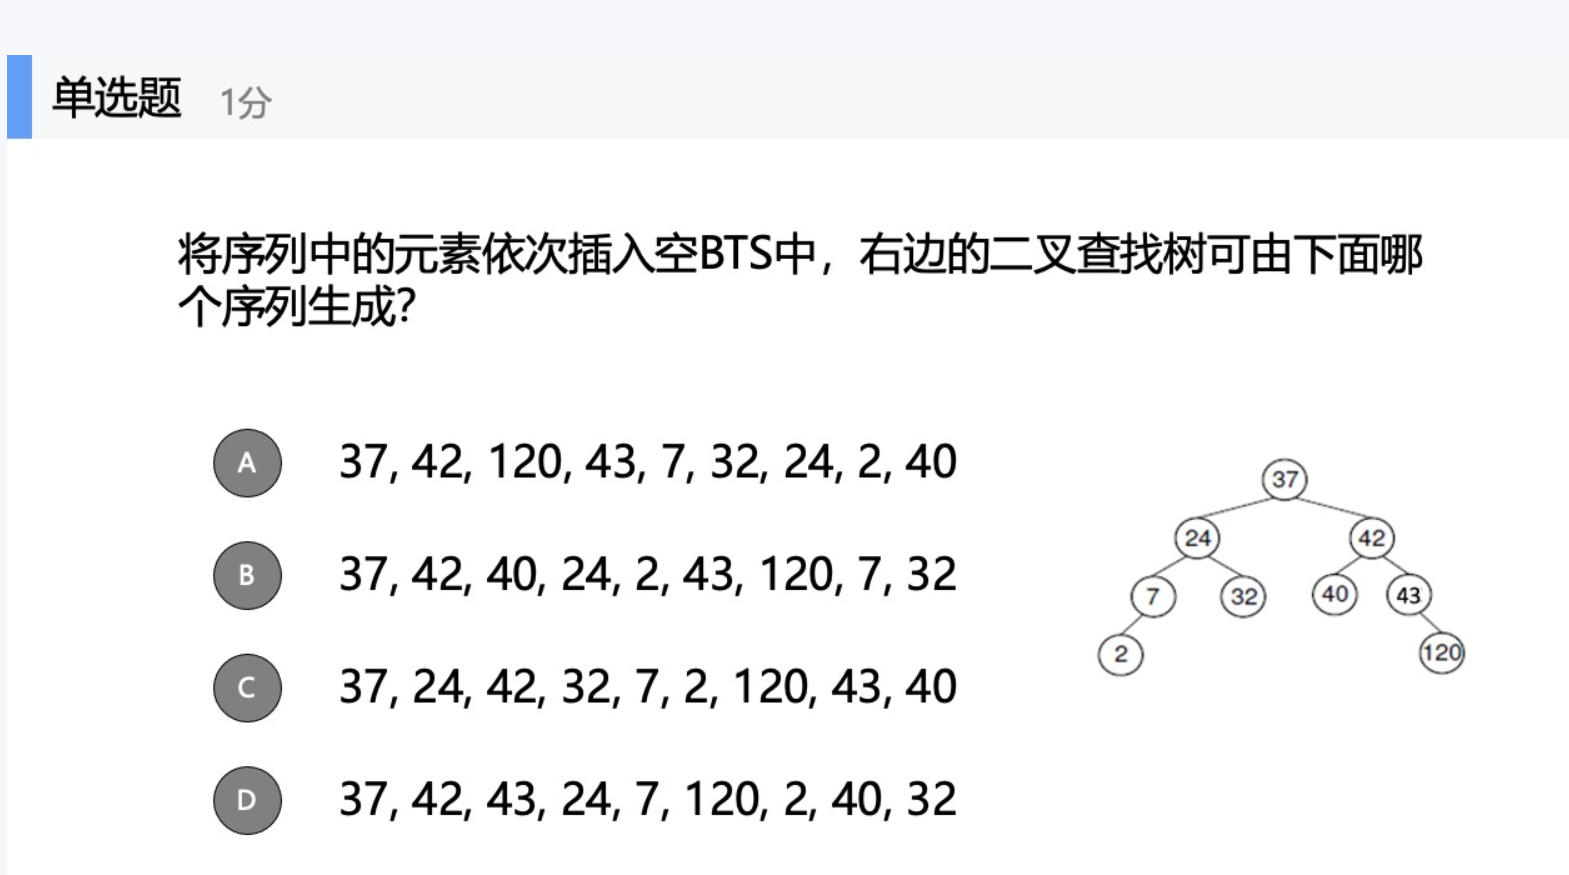 单选题 1分
将序列中的元素依次插入空BTS中，右边的二叉查找树可由下面哪
个序列生成？
A 37, 42, 120, 43, 7, 32, 24, 2, 40
B 37, 42, 40, 24, 2, 43, 120, 7, 32
C 37, 24, 42, 32, 7, 2, 120, 43, 40
D 37, 42, 43, 24, 7, 120, 2, 40, 32
37
24 42
7 32 40 43
2 120